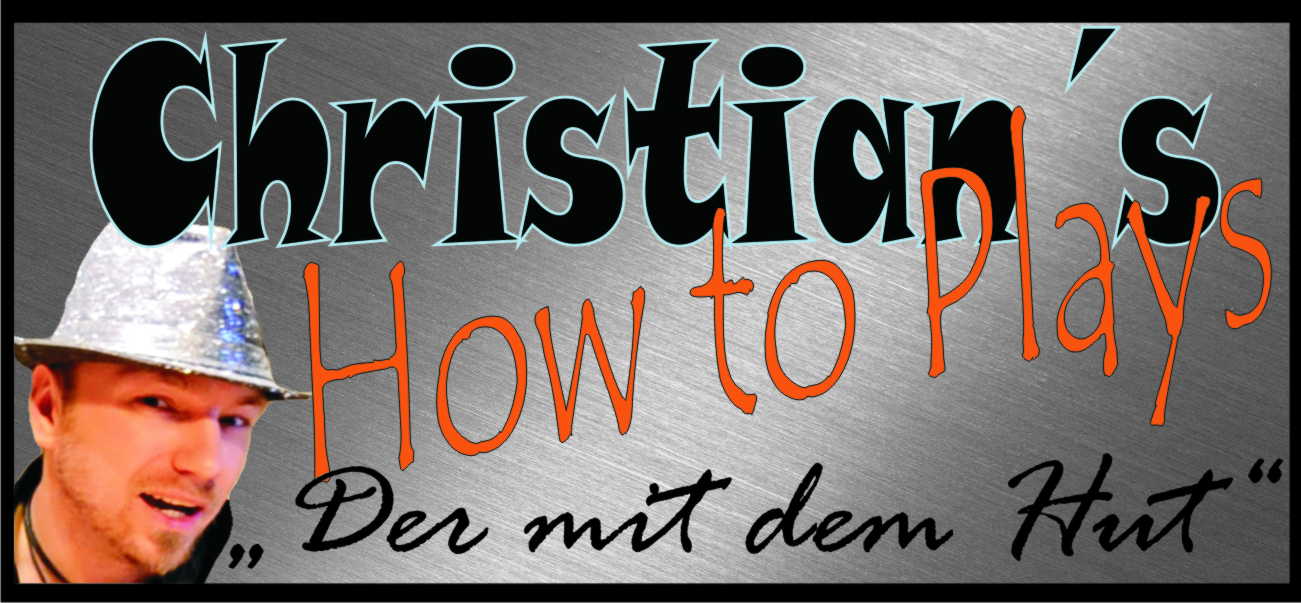 Christian´s
How to Plays
„Der mit dem Hut“